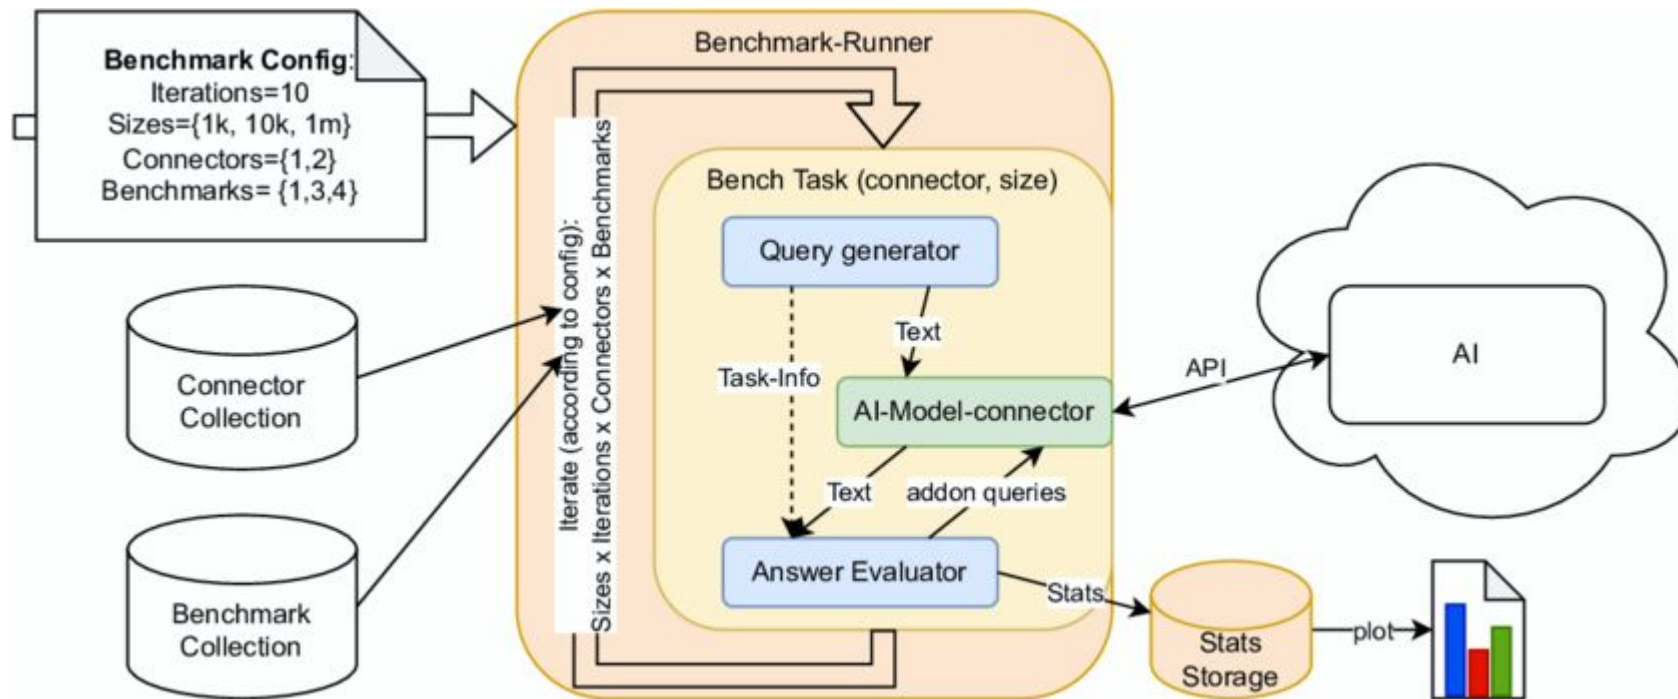 Benchmark Config:
Iterations=10
Sizes={1k, 10k, 1m}
Connectors={1,2}
Benchmarks= {1,3,4}
Connector
Collection
Benchmark
Collection
Benchmark-Runner
Iterate (according to config):
Sizes x Iterations x Connectors x Benchmarks
Bench Task (connector, size)
Query generator
Text
Task-Info
AI-Model-connector
Text
addon queries
Answer Evaluator
API
AI
Stats
Stats
Storage
plot